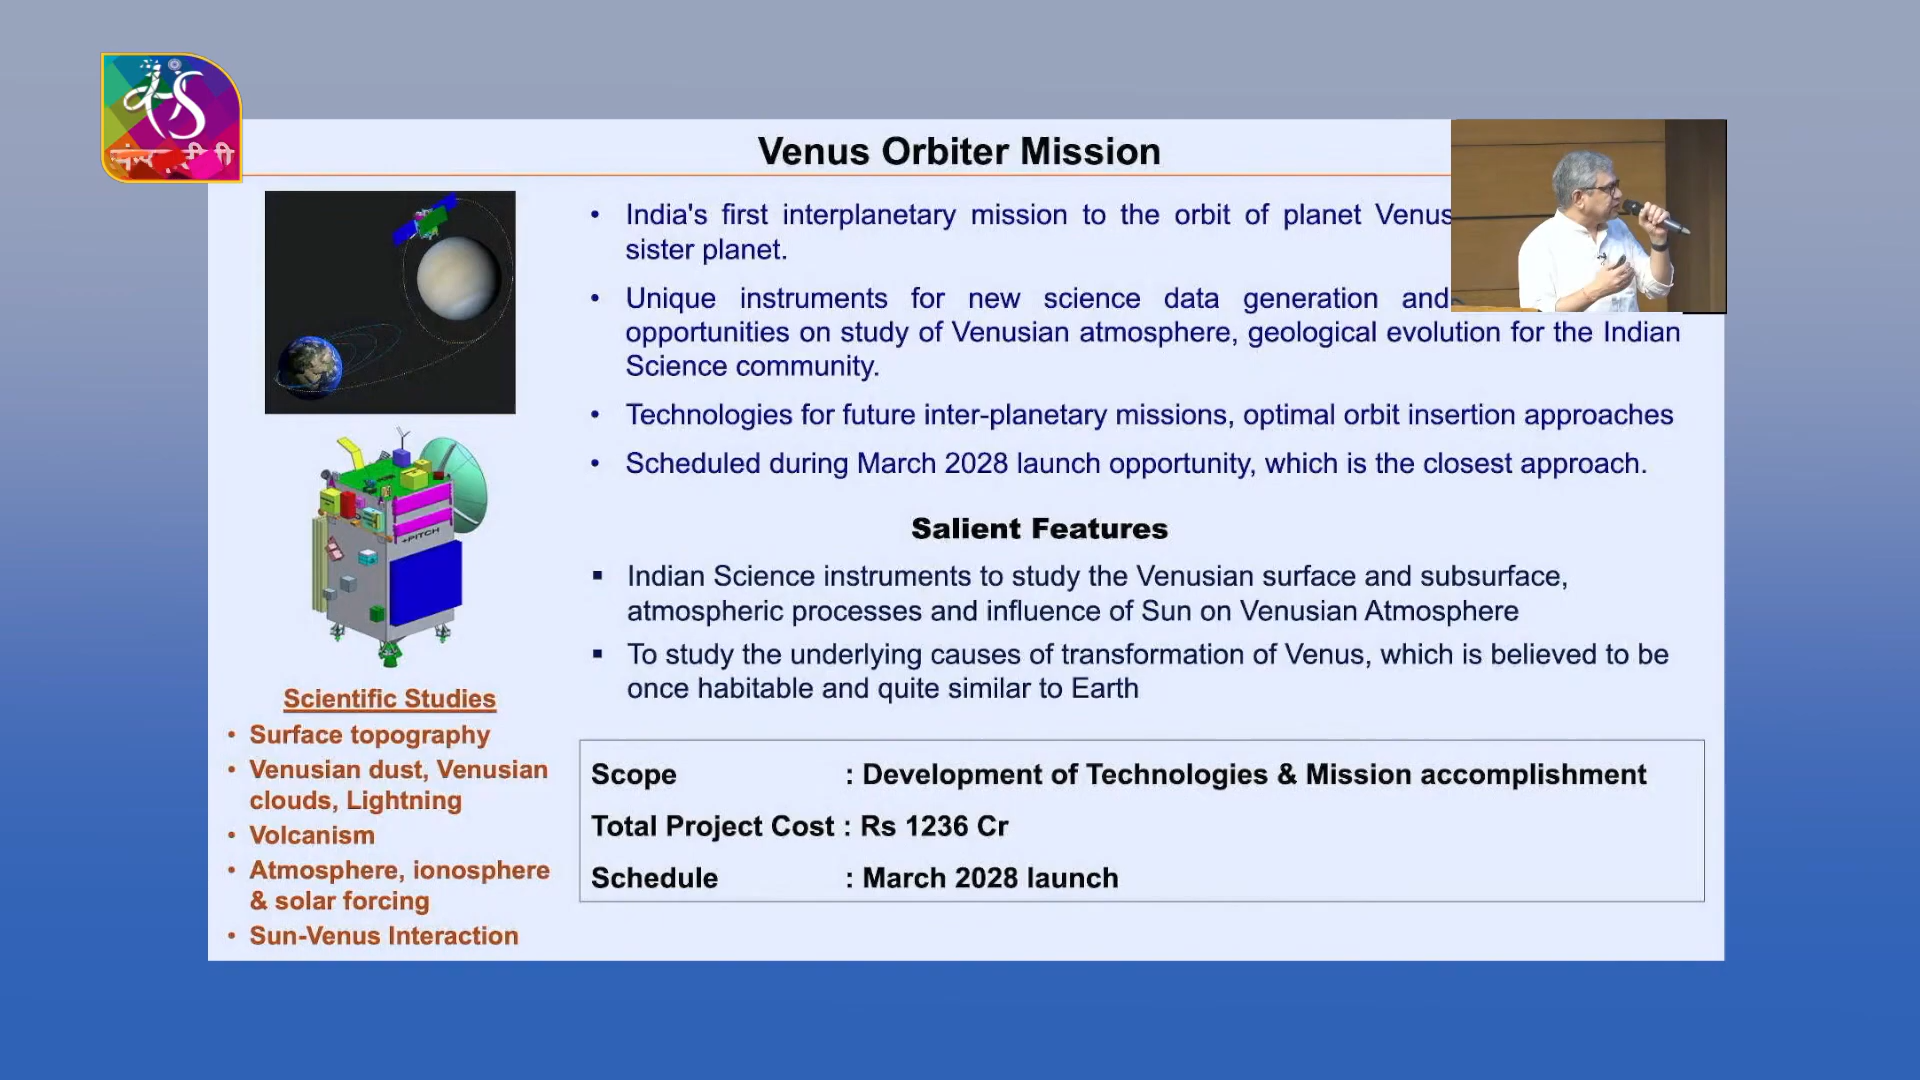 संसद टीवी
Venus Orbiter Mission
• India's first interplanetary mission to the orbit of planet Venus
sister planet.
• Unique instruments for new science data generation and
opportunities on study of Venusian atmosphere, geological evolution for the Indian
Science community.
• Technologies for future inter-planetary missions, optimal orbit insertion approaches
• Scheduled during March 2028 launch opportunity, which is the closest approach.
+PITCH
Salient Features
▪ Indian Science instruments to study the Venusian surface and subsurface,
atmospheric processes and influence of Sun on Venusian Atmosphere
▪ To study the underlying causes of transformation of Venus, which is believed to be
once habitable and quite similar to Earth
Scientific Studies
• Surface topography
• Venusian dust, Venusian
clouds, Lightning
• Volcanism
• Atmosphere, ionosphere
& solar forcing
• Sun-Venus Interaction
Scope : Development of Technologies & Mission accomplishment
Total Project Cost : Rs 1236 Cr
Schedule : March 2028 launch